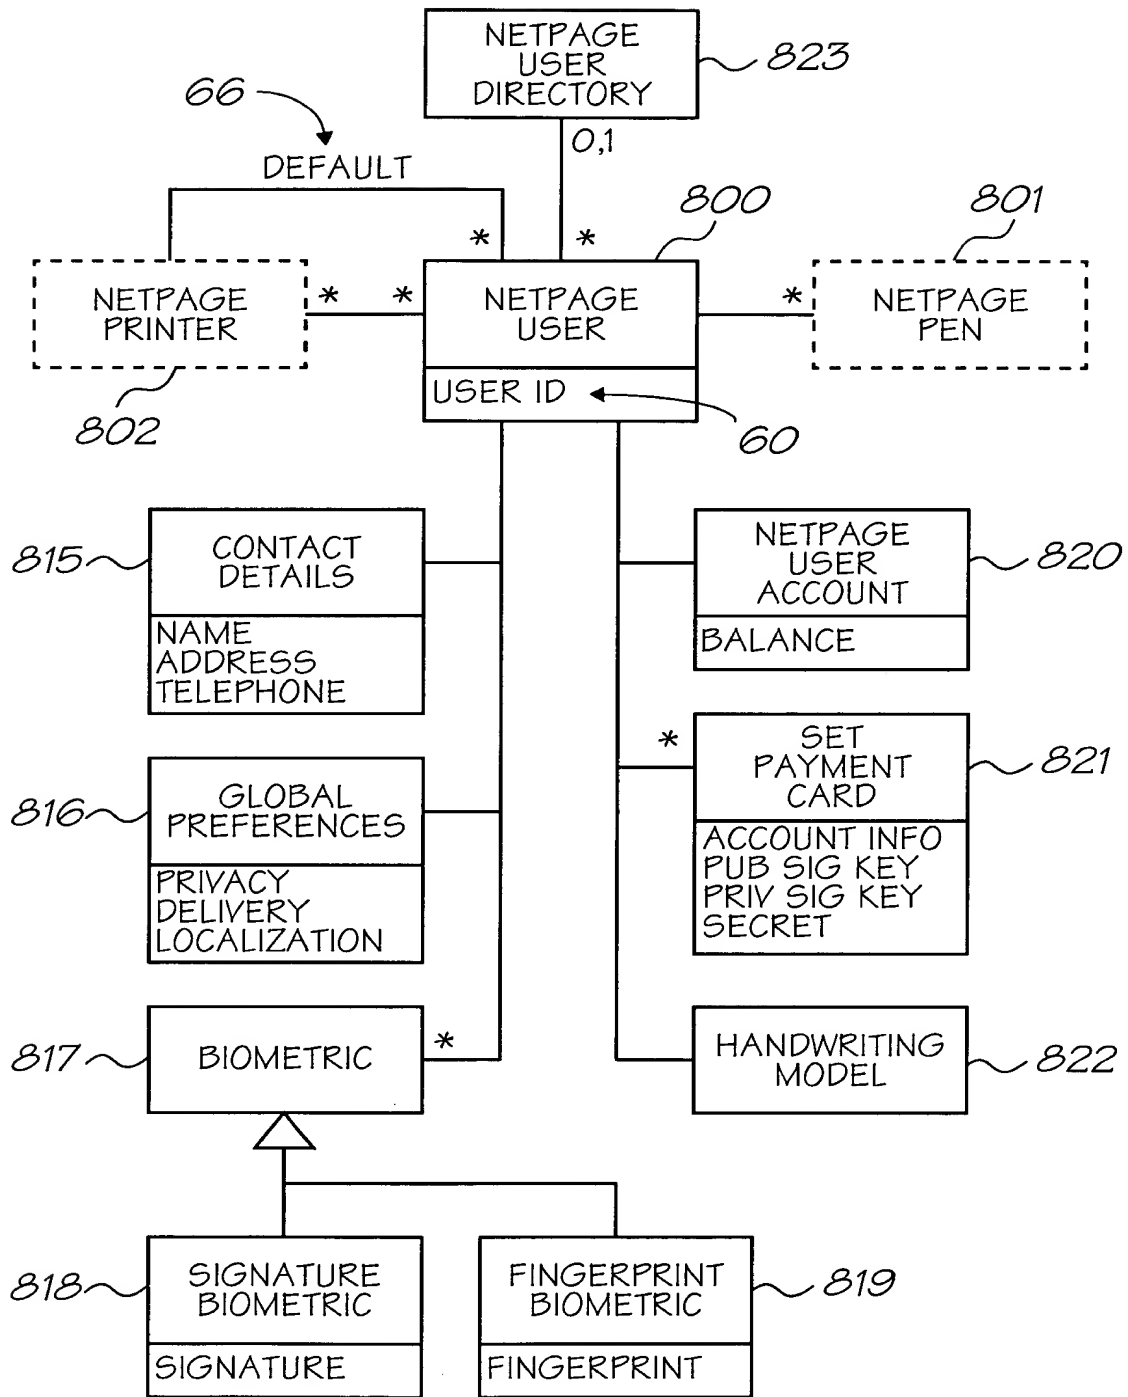 NETPAGE
USER
DIRECTORY
823
66
0,1
DEFAULT
800
801
*
*
NETPAGE
PRINTER
*
*
NETPAGE
USER
*
NETPAGE
PEN
USER ID
802
60
815
CONTACT
DETAILS
NAME
ADDRESS
TELEPHONE
NETPAGE
USER
ACCOUNT
820
BALANCE
816
GLOBAL
PREFERENCES
PRIVACY
DELIVERY
LOCALIZATION
*
SET
PAYMENT
CARD
821
ACCOUNT INFO
PUB SIG KEY
PRIV SIG KEY
SECRET
817
BIOMETRIC
*
HANDWRITING
MODEL
822
818
SIGNATURE
BIOMETRIC
SIGNATURE
FINGERPRINT
BIOMETRIC
819
FINGERPRINT